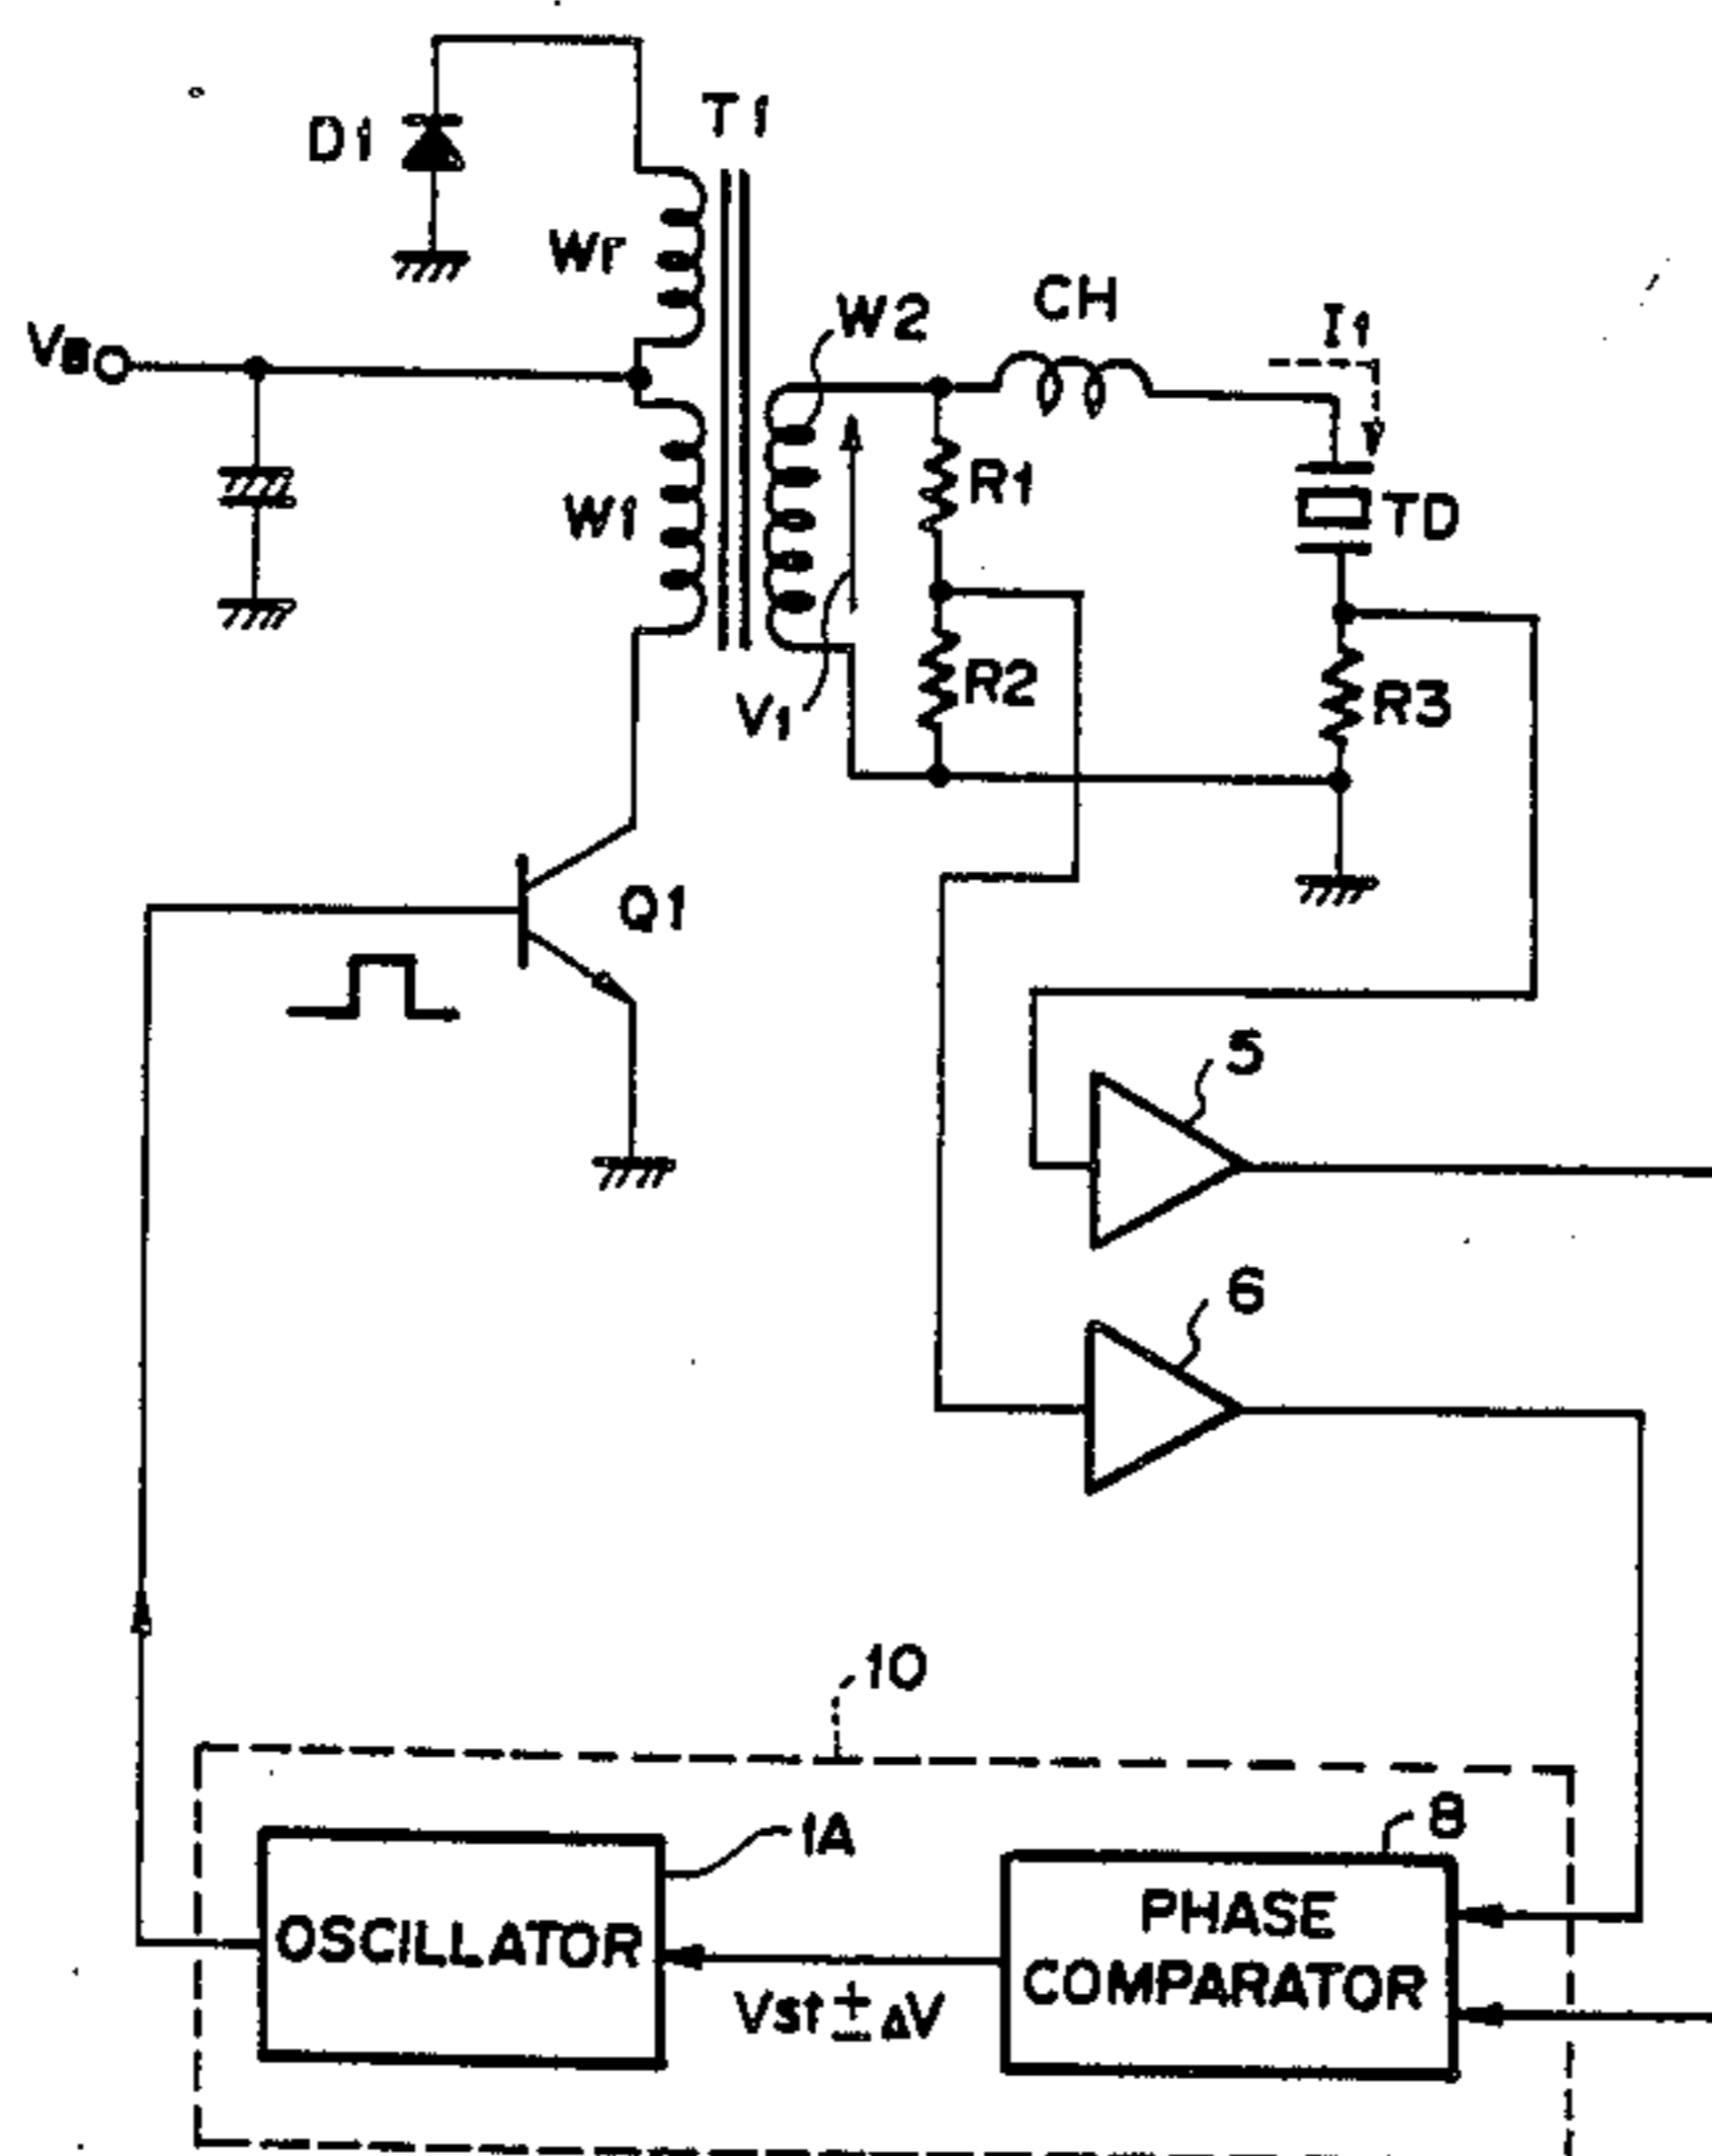 T1
D1
Wr
W2
CH
I1
VB
R1
TD
W1
R2
R3
V1
Q1
5
6
10
1A
8
OSCILLATOR
PHASE
COMPARATOR
Vst ± ΔV